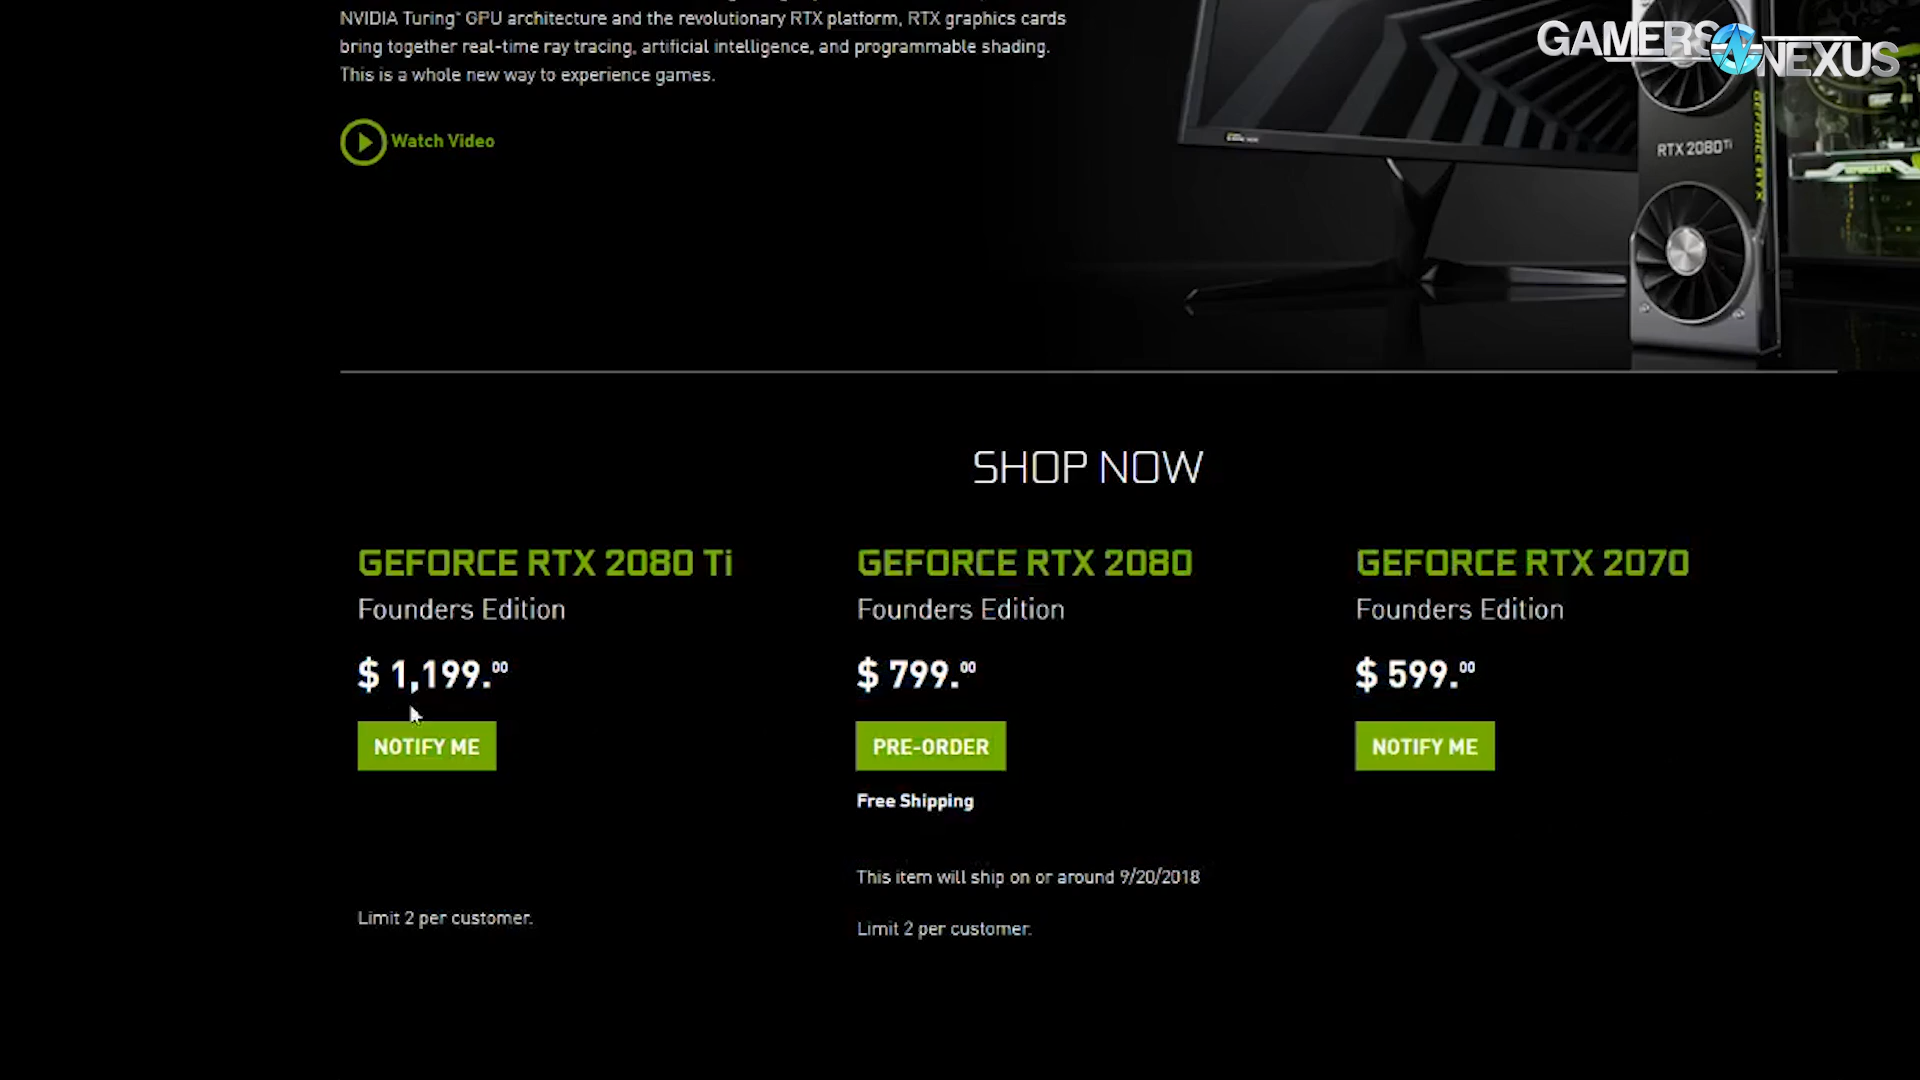 GAMERS NEXUS
NVIDIA Turing™ GPU architecture and the revolutionary RTX platform, RTX graphics cards
bring together real-time ray tracing, artificial intelligence, and programmable shading.
This is a whole new way to experience games.
Watch Video
RTX 2080 Ti
GEFORCE RTX
SHOP NOW
GEFORCE RTX 2080 Ti
Founders Edition
$ 1,199.00
NOTIFY ME
Limit 2 per customer.
GEFORCE RTX 2080
Founders Edition
$ 799.00
PRE-ORDER
Free Shipping
This item will ship on or around 9/20/2018
Limit 2 per customer.
GEFORCE RTX 2070
Founders Edition
$ 599.00
NOTIFY ME